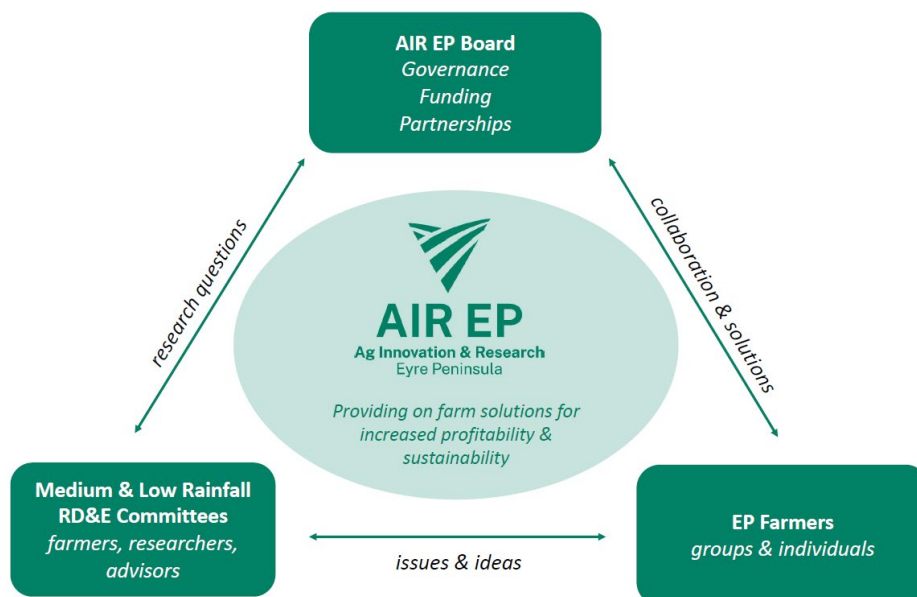 AIR EP Board
Governance
Funding
Partnerships
research questions
collaboration & solutions
AIR EP
Ag Innovation & Research
Eyre Peninsula
Providing on farm solutions for
increased profitability &
sustainability
Medium & Low Rainfall
RD&E Committees
farmers, researchers,
advisors
issues & ideas
EP Farmers
groups & individuals